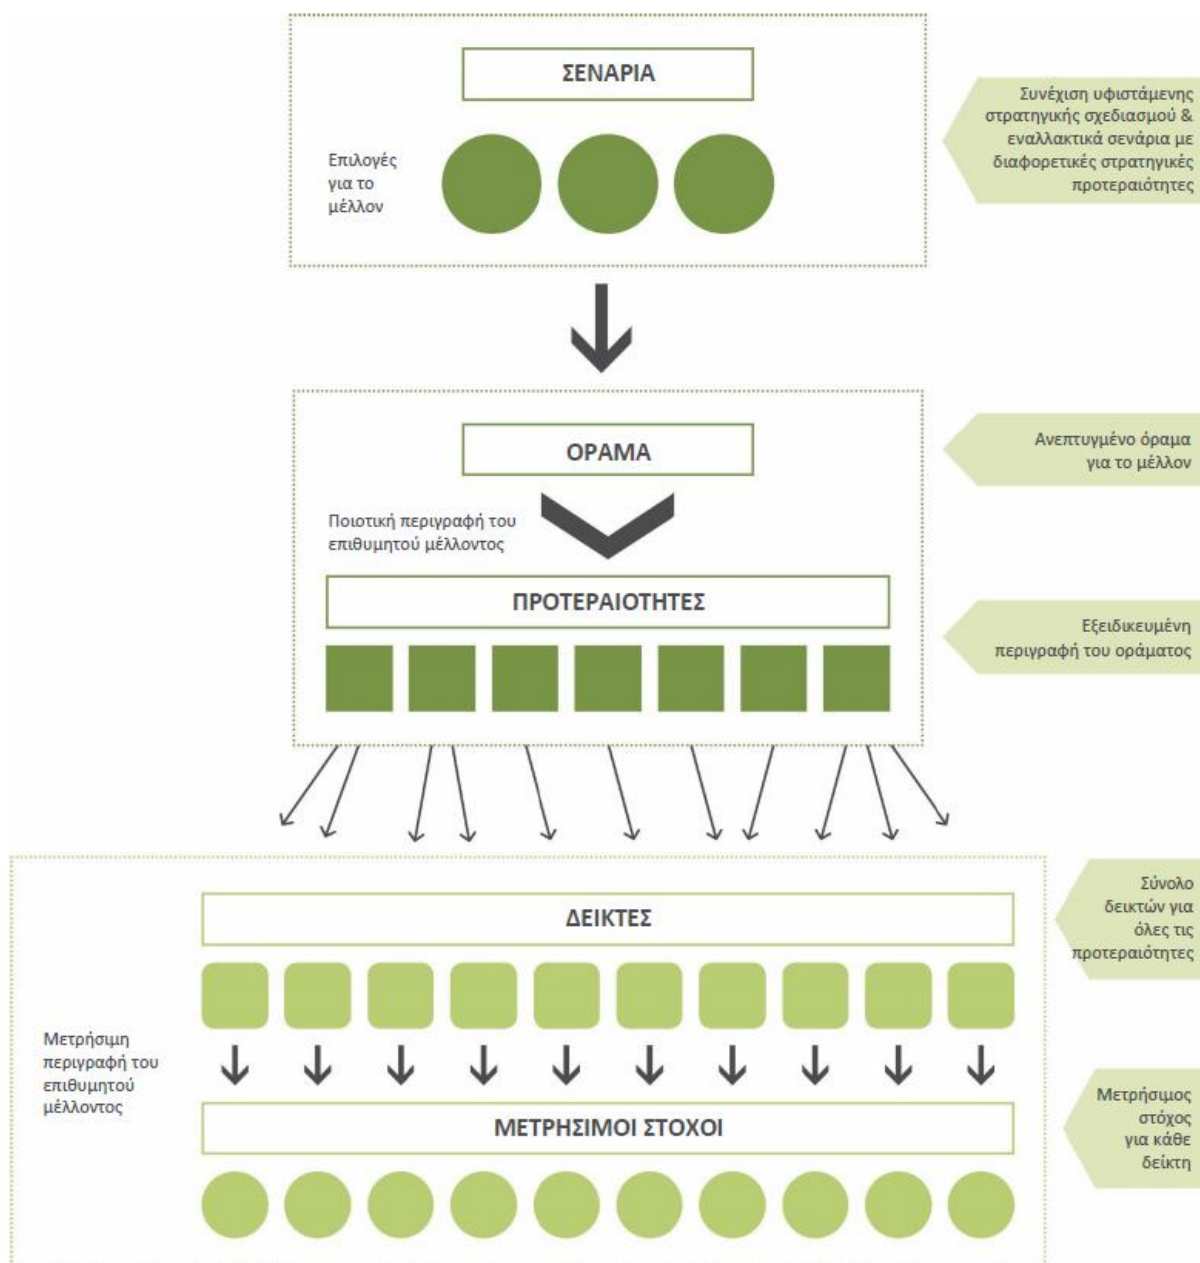 ΣΕΝΑΡΙΑ
Επιλογές
για το
μέλλον
Συνέχιση υφιστάμενης
στρατηγικής σχεδιασμού &
εναλλακτικά σενάρια με
διαφορετικές στρατηγικές
προτεραιότητες
ΟΡΑΜΑ
Ανεπτυγμένο όραμα
για το μέλλον
Ποιοτική περιγραφή του
επιθυμητού μέλλοντος
ΠΡΟΤΕΡΑΙΟΤΗΤΕΣ
Εξειδικευμένη
περιγραφή του οράματος
ΔΕΙΚΤΕΣ
Σύνολο
δεικτών για
όλες τις
προτεραιότητες
Μετρήσιμη
περιγραφή του
επιθυμητού
μέλλοντος
ΜΕΤΡΗΣΙΜΟΙ ΣΤΟΧΟΙ
Μετρήσιμος
στόχος
για κάθε
δείκτη